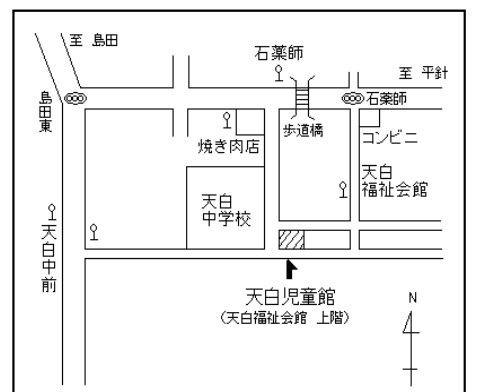 至 島田
石薬師
至 平針
島田東
石薬師
焼き肉店
歩道橋
コンビニ
天白
福祉会館
天白
中学校
天白中前
天白児童館
(天白福祉会館 上階)
N